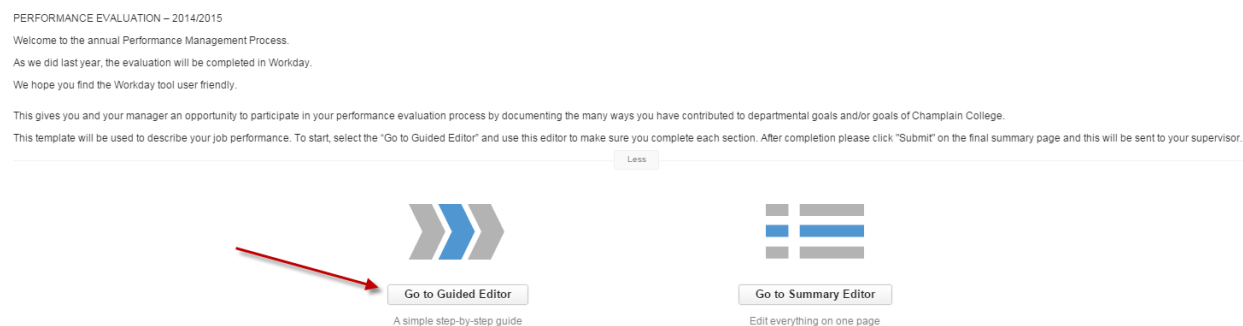 PERFORMANCE EVALUATION – 2014/2015
Welcome to the annual Performance Management Process.
As we did last year, the evaluation will be completed in Workday.
We hope you find the Workday tool user friendly.
This gives you and your manager an opportunity to participate in your performance evaluation process by documenting the many ways you have contributed to departmental goals and/or goals of Champlain College.
This template will be used to describe your job performance. To start, select the “Go to Guided Editor” and use this editor to make sure you complete each section. After completion please click "Submit" on the final summary page and this will be sent to your supervisor.
Less
Go to Guided Editor
Go to Summary Editor
A simple step-by-step guide
Edit everything on one page